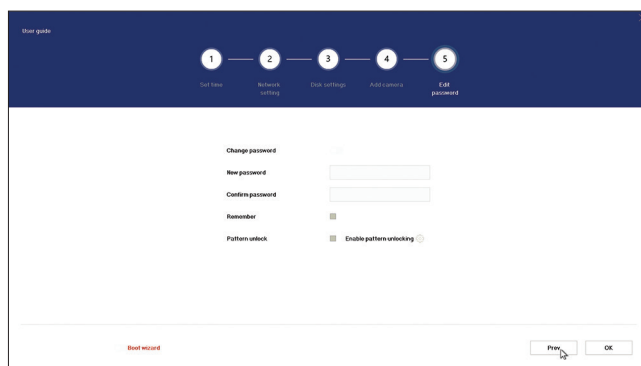 User guide
1 2 3 4 5
Set time Network setting Disk settings Add camera Edit password
Change password
New password
Confirm password
Remember
Pattern unlock Enable pattern unlocking
Boot wizard Prev OK